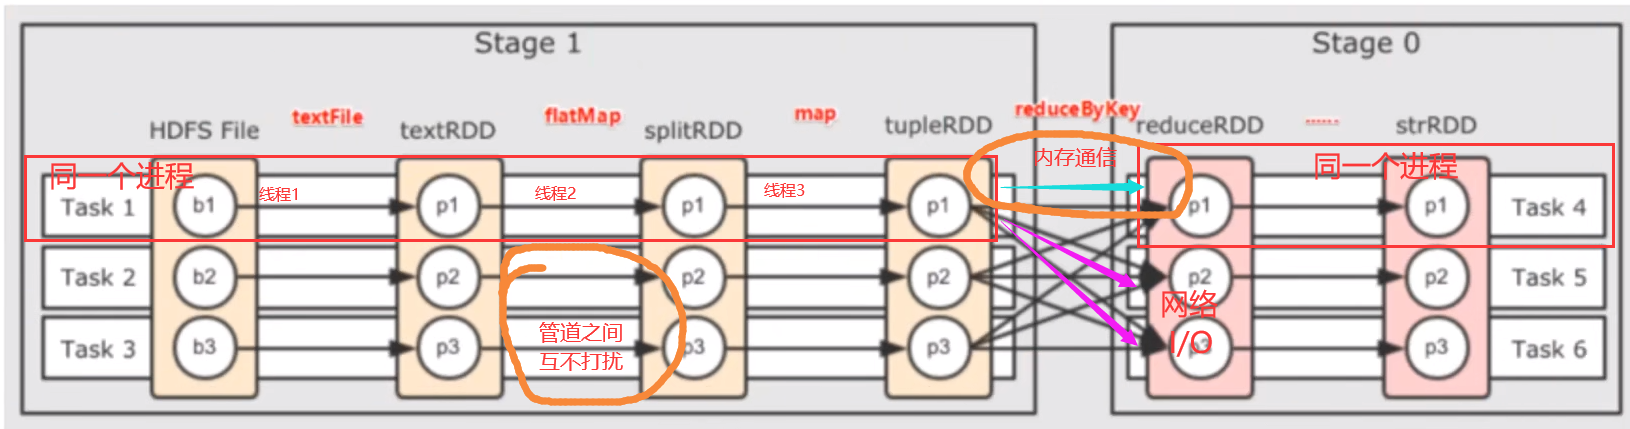 Stage 1
Stage 0
HDFS File
textFile
textRDD
flatMap
splitRDD
map
tupleRDD
reduceByKey
reduceRDD
......
strRDD
同一个进程
内存通信
同一个进程
Task 1
b1
线程1
p1
线程2
p1
线程3
p1
p1
p1
Task 4
Task 2
b2
p2
p2
p2
p2
p2
Task 5
管道之间
互不打扰
网络
I/O
Task 3
b3
p3
p3
p3
p3
p3
Task 6